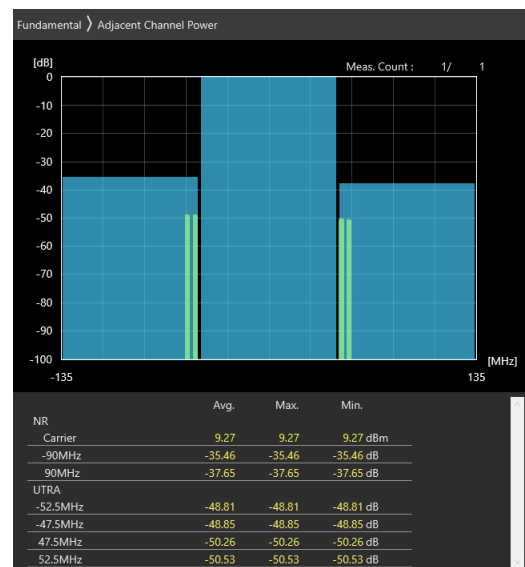 Fundamental 〉 Adjacent Channel Power
[dB] Meas. Count : 1/ 1
0
-10
-20
-30
-40
-50
-60
-70
-80
-90
-100 [MHz]
-135 135
Avg. Max. Min.
NR
Carrier 9.27 9.27 9.27 dBm
-90MHz -35.46 -35.46 -35.46 dB
90MHz -37.65 -37.65 -37.65 dB
UTRA
-52.5MHz -48.81 -48.81 -48.81 dB
-47.5MHz -48.85 -48.85 -48.85 dB
47.5MHz -50.26 -50.26 -50.26 dB
52.5MHz -50.53 -50.53 -50.53 dB